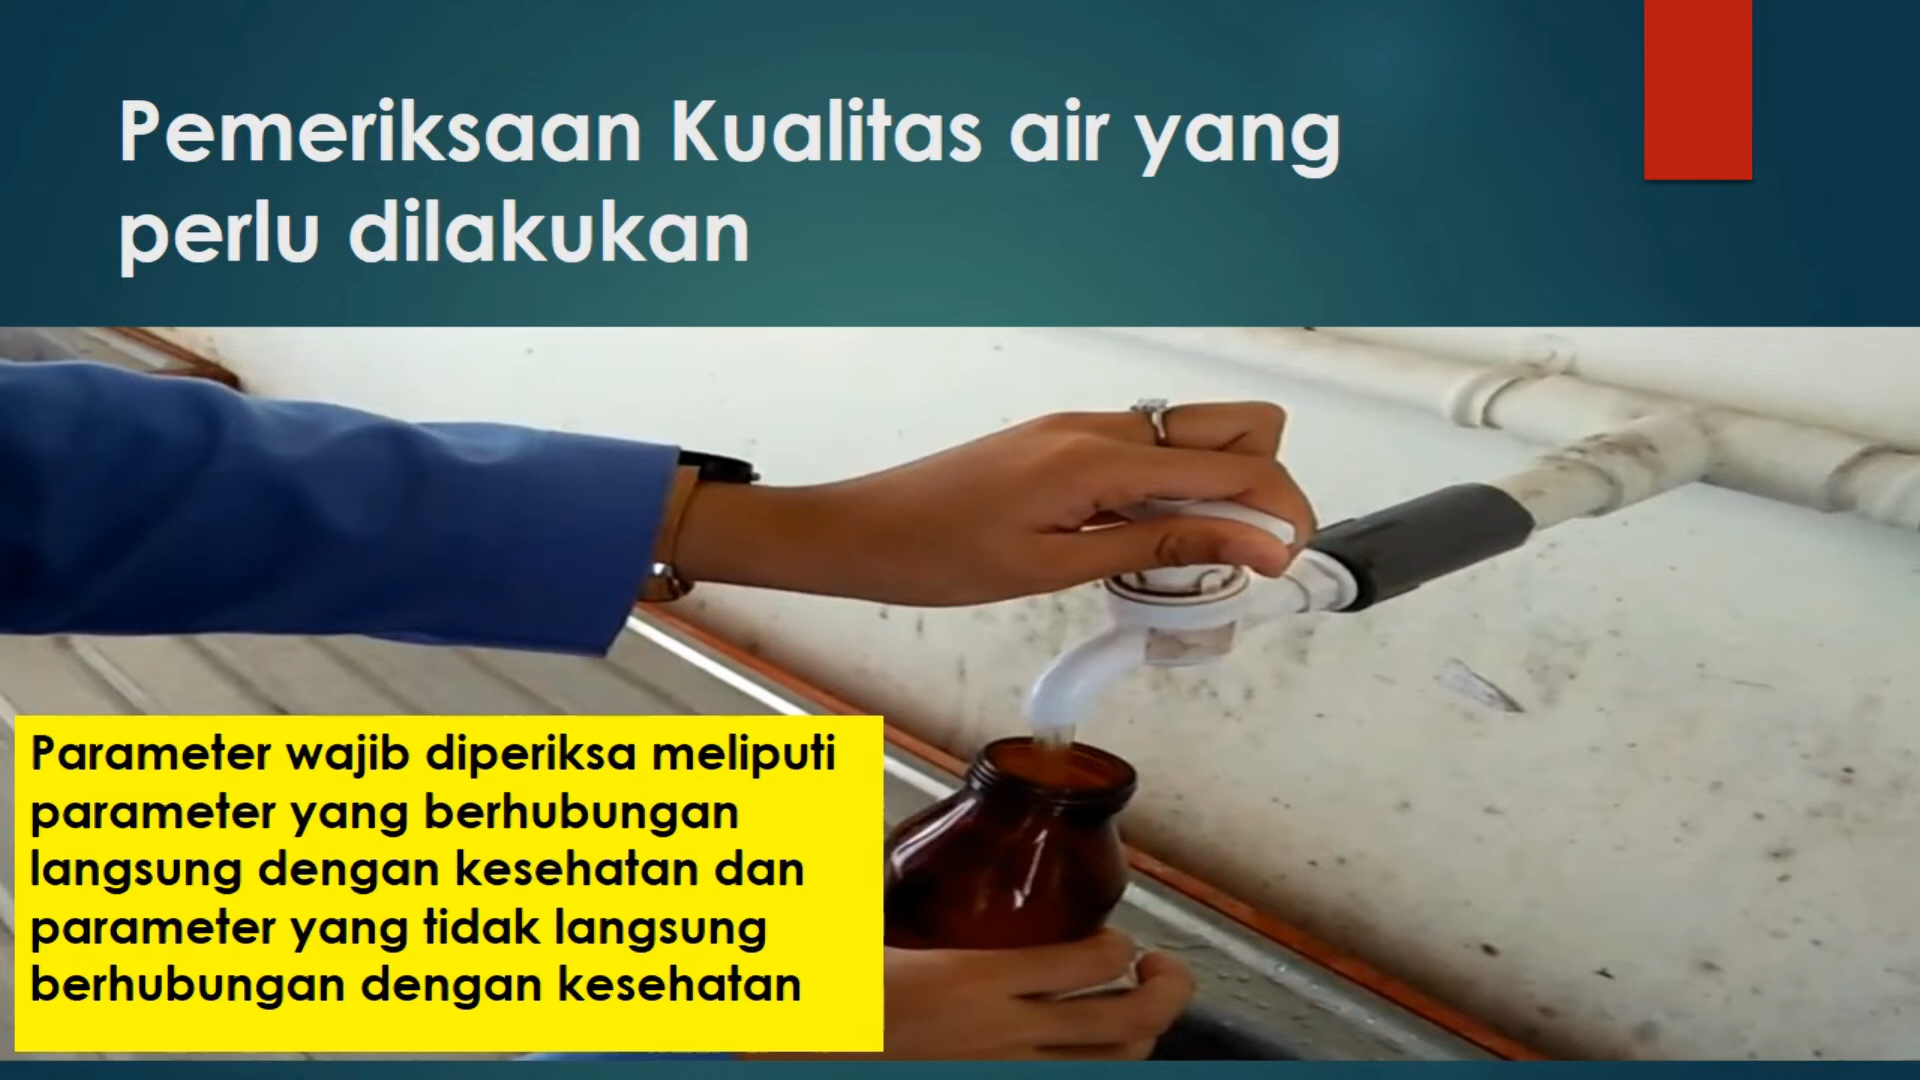 Pemeriksaan Kualitas air yang
perlu dilakukan
Parameter wajib diperiksa meliputi
parameter yang berhubungan
langsung dengan kesehatan dan
parameter yang tidak langsung
berhubungan dengan kesehatan